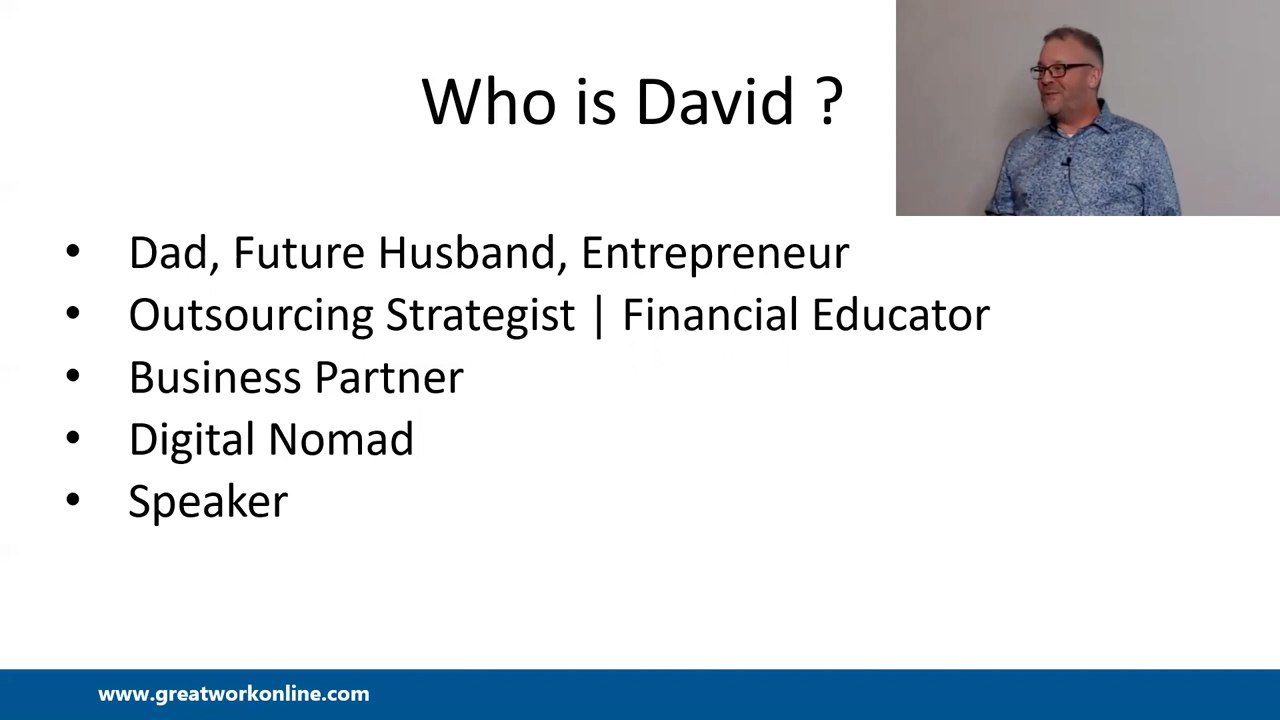 Who is David ?
• Dad, Future Husband, Entrepreneur
• Outsourcing Strategist | Financial Educator
• Business Partner
• Digital Nomad
• Speaker
www.greatworkonline.com